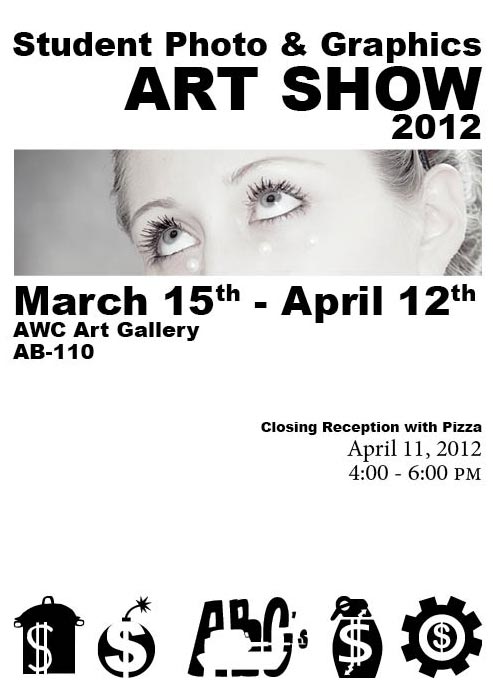 Student Photo & Graphics
ART SHOW
2012
March 15th - April 12th
AWC Art Gallery
AB-110
Closing Reception with Pizza
April 11, 2012
4:00 - 6:00 PM
$ $ ABC's $ $